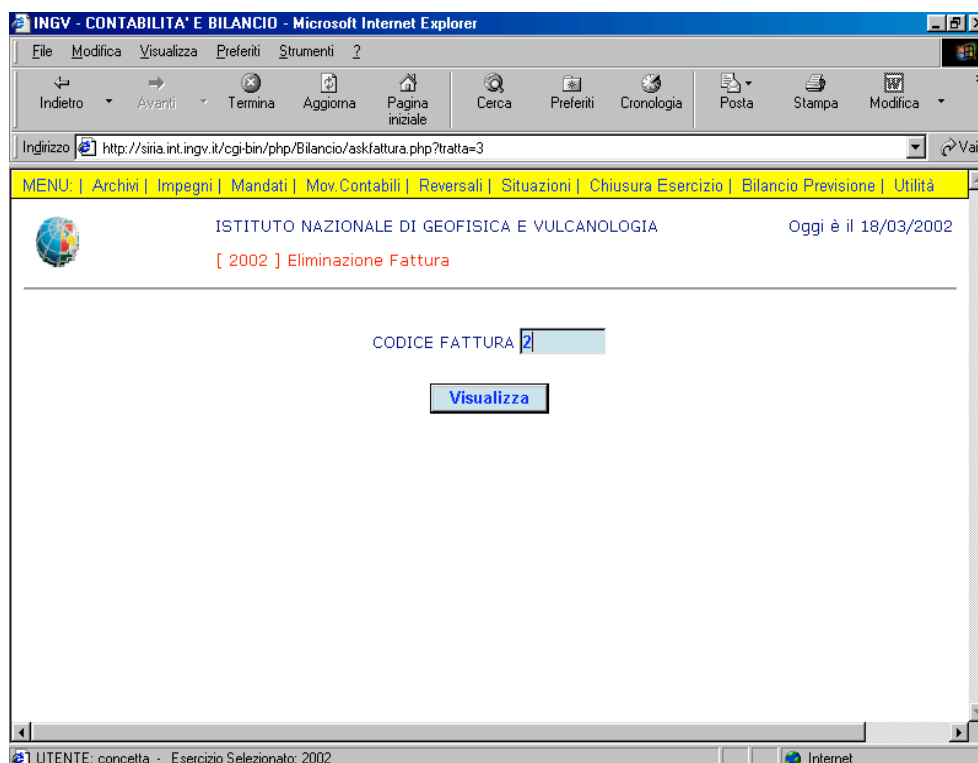 INGV - CONTABILITA' E BILANCIO - Microsoft Internet Explorer
File Modifica Visualizza Preferiti Strumenti ?
Indietro Avanti Termina Aggiorna Pagina iniziale Cerca Preferiti Cronologia Posta Stampa Modifica
Indirizzo http://siria.int.ingv.it/cgi-bin/php/Bilancio/askfattura.php?tratta=3 Vai
MENU: | Archivi | Impegni | Mandati | Mov.Contabili | Reversali | Situazioni | Chiusura Esercizio | Bilancio Previsione | Utilità
ISTITUTO NAZIONALE DI GEOFISICA E VULCANOLOGIA Oggi è il 18/03/2002
[ 2002 ] Eliminazione Fattura
CODICE FATTURA 2
Visualizza
UTENTE: concetta - Esercizio Selezionato: 2002 Internet